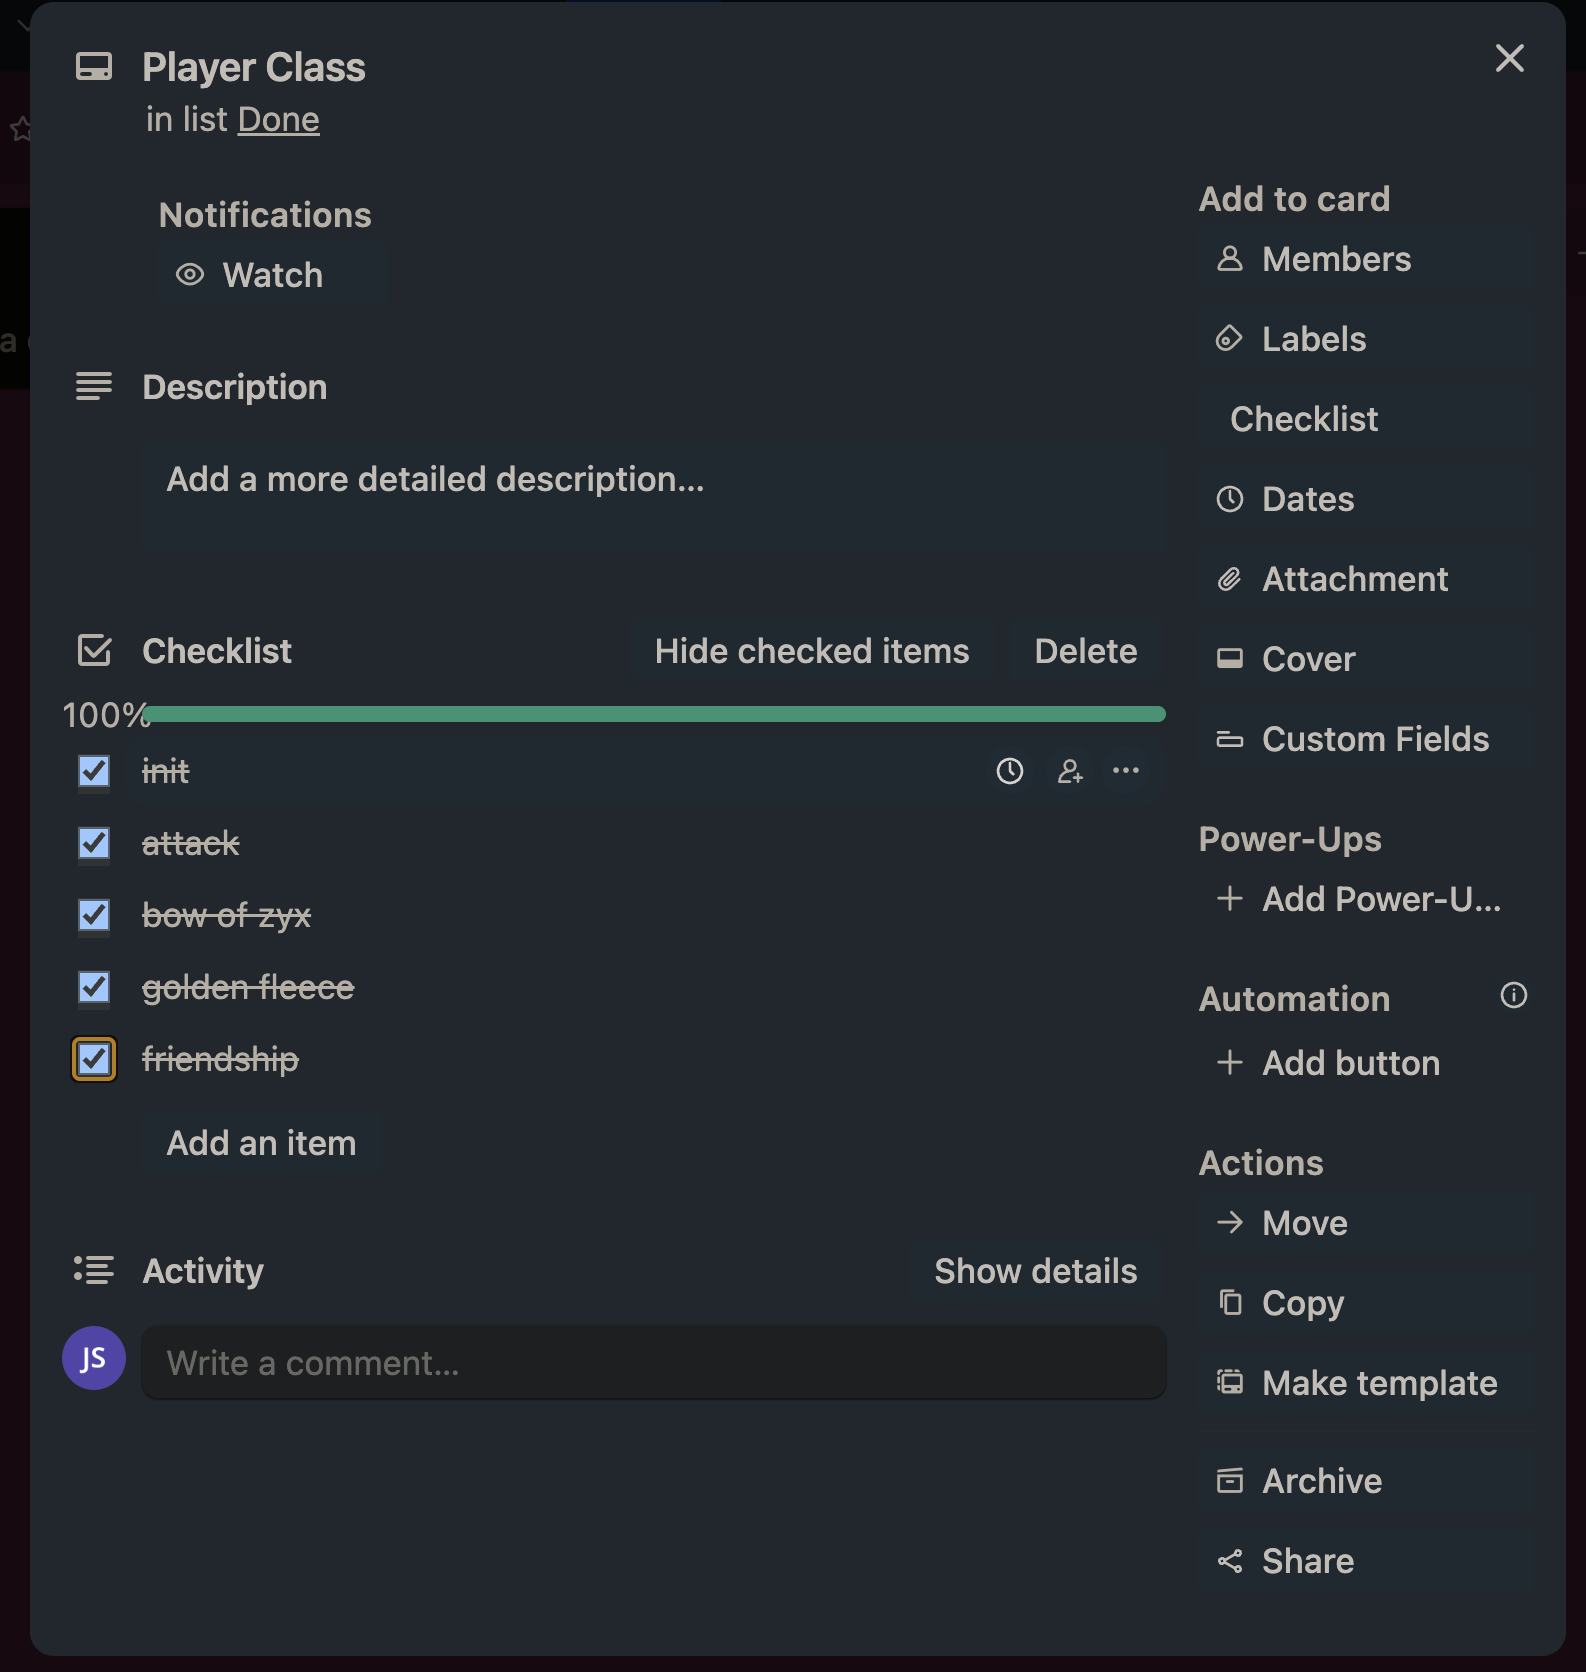 Player Class
in list Done
Notifications
Watch
Description
Add a more detailed description...
Checklist
Hide checked items
Delete
100%
init
attack
bow of zyx
golden fleece
friendship
Add an item
Activity
Show details
JS
Write a comment...
Add to card
Members
Labels
Checklist
Dates
Attachment
Cover
Custom Fields
Power-Ups
Add Power-U...
Automation
Add button
Actions
Move
Copy
Make template
Archive
Share
a